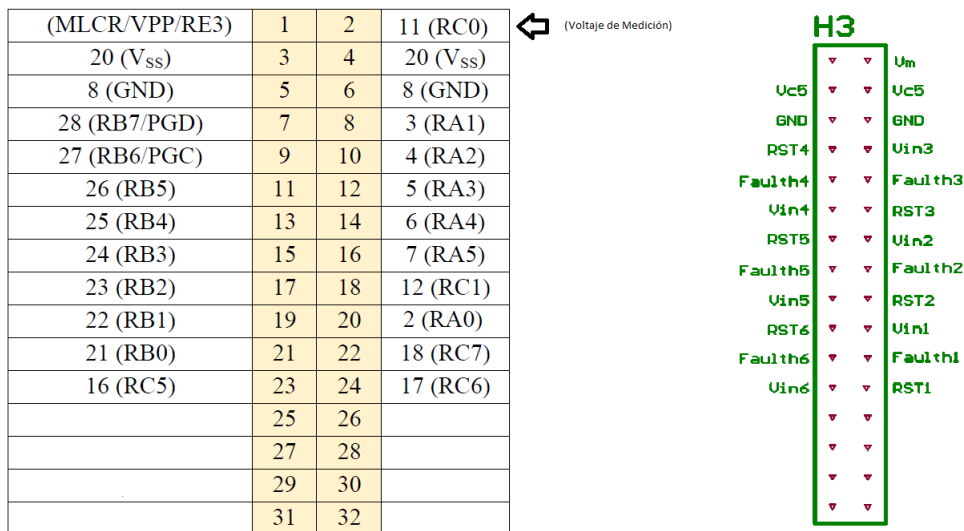 (MLCR/VPP/RE3) 1 2 11 (RC0) (Voltaje de Medición)
20 (VSS) 3 4 20 (VSS)
8 (GND) 5 6 8 (GND)
28 (RB7/PGD) 7 8 3 (RA1)
27 (RB6/PGC) 9 10 4 (RA2)
26 (RB5) 11 12 5 (RA3)
25 (RB4) 13 14 6 (RA4)
24 (RB3) 15 16 7 (RA5)
23 (RB2) 17 18 12 (RC1)
22 (RB1) 19 20 2 (RA0)
21 (RB0) 21 22 18 (RC7)
16 (RC5) 23 24 17 (RC6)
25 26
27 28
29 30
31 32
H3
Vm
Vc5 Vc5
GND GND
RST4 Vin3
Faulth4 Faulth3
Vin4 RST3
RST5 Vin2
Faulth5 Faulth2
Vin5 RST2
RST6 Vin1
Faulth6 Faulth1
Vin6 RST1